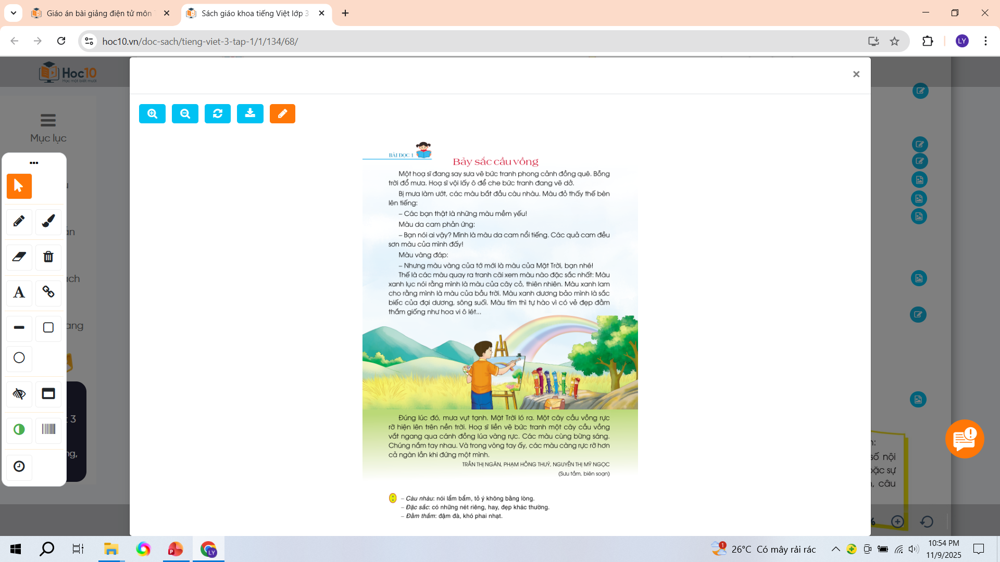 Giáo án bài giảng điện tử môn
Sách giáo khoa tiếng Việt lớp 3
hoc10.vn/doc-sach/tieng-viet-3-tap-1/1/134/68/
LY
Hoc10
Học một biết mười
Mục lục
BÀI ĐỌC 1
Bảy sắc cầu vồng
Một hoạ sĩ đang say sưa vẽ bức tranh phong cảnh đồng quê. Bỗng
trời đổ mưa. Hoạ sĩ vội lấy ô để che bức tranh đang vẽ dở.
Bị mưa làm ướt, các màu bắt đầu càu nhàu. Màu đỏ thấy thế bèn
lên tiếng:
– Các bạn thật là những màu mềm yếu!
Màu da cam phản ứng:
– Bạn nói ai vậy? Mình là màu da cam nổi tiếng. Các quả cam đều
sơn màu của mình đấy!
Màu vàng đáp:
– Nhưng màu vàng của tớ mới là màu của Mặt Trời, bạn nhé!
Thế là các màu quay ra tranh cãi xem màu nào đặc sắc nhất: Màu
xanh lục nói rằng mình là màu của cây cỏ, thiên nhiên. Màu xanh lam
cho rằng mình là màu của bầu trời. Màu xanh dương bảo mình là sắc
biếc của đại dương, sông suối. Màu tím thì tự hào vì có vẻ đẹp đằm
thắm giống như hoa vi ô lét...
Đúng lúc đó, mưa vụt tạnh. Mặt Trời ló ra. Một cây cầu vồng rực
rỡ hiện lên trên nền trời. Hoạ sĩ liền vẽ bức tranh một cây cầu vồng
vắt ngang qua cánh đồng lúa vàng rực. Các màu cùng bừng sáng.
Chúng nắm tay nhau. Và trong vòng tay ấy, các màu càng rực rỡ hơn
cả ngàn lần khi đứng một mình.
TRẦN THỊ NGÂN, PHẠM HỒNG THUÝ, NGUYỄN THỊ MỸ NGỌC
(Sưu tầm, biên soạn)
– Càu nhàu: nói lẩm bẩm, tỏ ý không bằng lòng.
– Đặc sắc: có những nét riêng, hay, đẹp khác thường.
– Đằm thắm: đậm đà, khó phai nhạt.
A
ách
ang
3
ng,
số nội
oặc sự
, câu
%
26°C Có mây rải rác
10:54 PM
11/9/2025